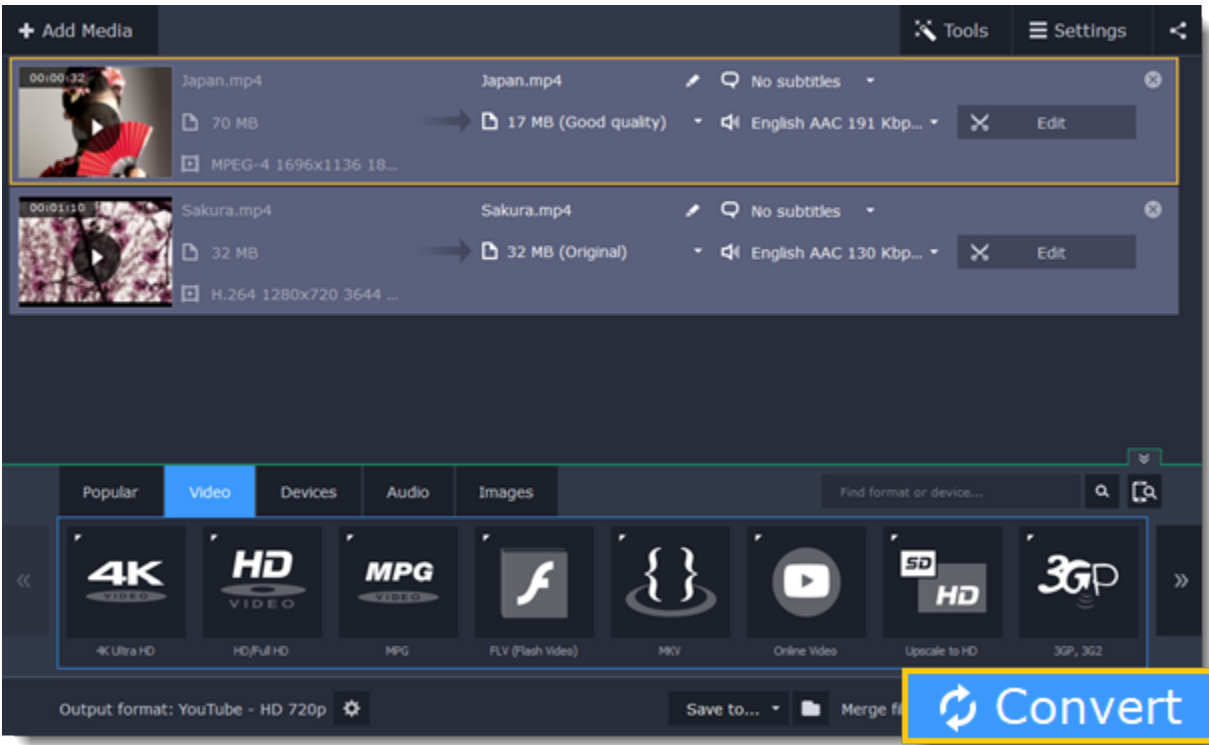 Add Media
Tools
Settings
00:00:32
Japan.mp4
Japan.mp4
No subtitles
70 MB
17 MB (Good quality)
English AAC 191 Kbp...
Edit
MPEG-4 1696x1136 18...
00:01:10
Sakura.mp4
Sakura.mp4
No subtitles
32 MB
32 MB (Original)
English AAC 130 Kbp...
Edit
H.264 1280x720 3644 ...
Popular
Video
Devices
Audio
Images
Find format or device...
4K
VIDEO
HD
VIDEO
MPG
VIDEO
SD
HD
3GP
4K Ultra HD
HD/Full HD
MPG
FLV (Flash Video)
MKV
Online Video
Upscale to HD
3GP, 3G2
Output format: YouTube - HD 720p
Save to...
Merge
Convert